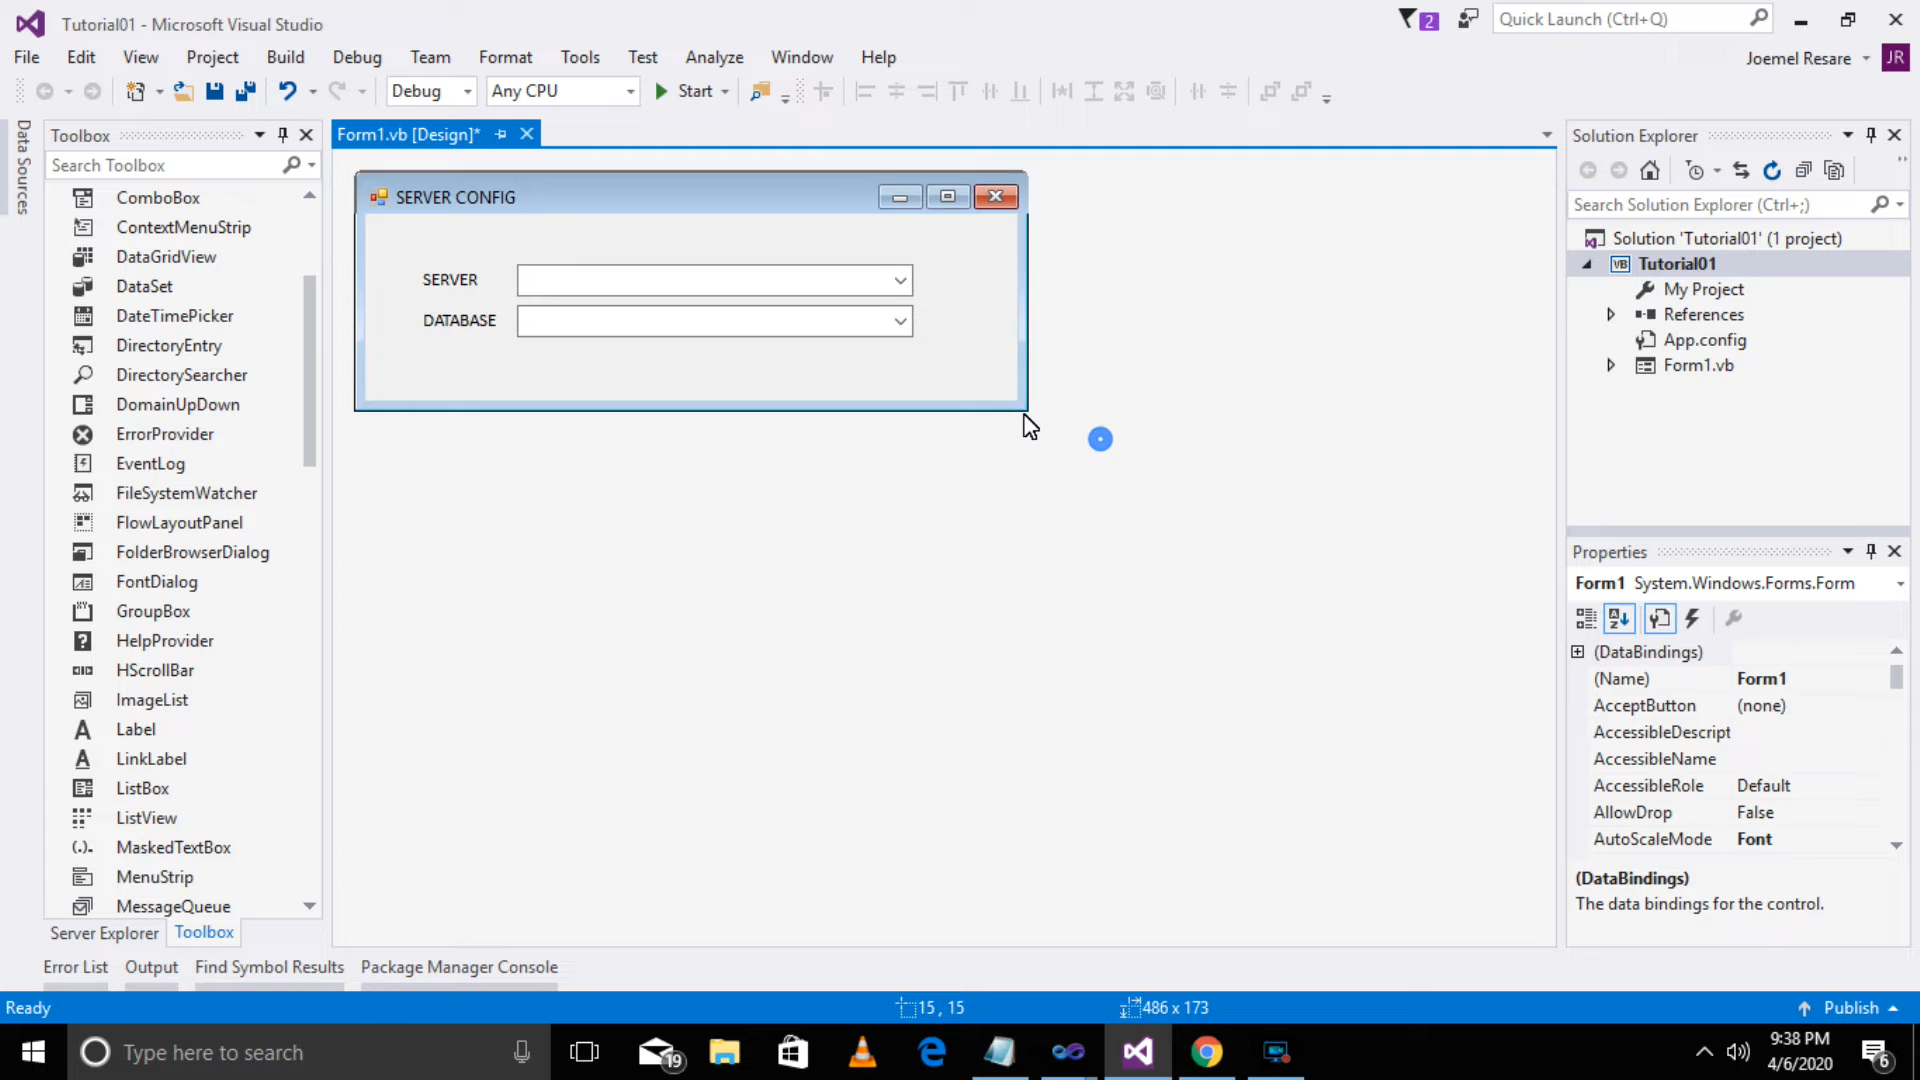 Tutorial01 - Microsoft Visual Studio
2
Quick Launch (Ctrl+Q)
File Edit View Project Build Debug Team Format Tools Test Analyze Window Help
Joemel Resare
JR
Debug
Any CPU
Start
Data Sources
Toolbox
Search Toolbox
ComboBox
ContextMenuStrip
DataGridView
DataSet
DateTimePicker
DirectoryEntry
DirectorySearcher
DomainUpDown
ErrorProvider
EventLog
FileSystemWatcher
FlowLayoutPanel
FolderBrowserDialog
FontDialog
GroupBox
HelpProvider
HScrollBar
ImageList
Label
LinkLabel
ListBox
ListView
MaskedTextBox
MenuStrip
MessageQueue
Server Explorer
Toolbox
Form1.vb [Design]*
SERVER CONFIG
SERVER
DATABASE
Solution Explorer
Search Solution Explorer (Ctrl+;)
Solution 'Tutorial01' (1 project)
VB Tutorial01
My Project
References
App.config
Form1.vb
Properties
Form1 System.Windows.Forms.Form
(DataBindings)
(Name) Form1
AcceptButton (none)
AccessibleDescript
AccessibleName
AccessibleRole Default
AllowDrop False
AutoScaleMode Font
(DataBindings)
The data bindings for the control.
Error List Output Find Symbol Results Package Manager Console
Ready
15 , 15
486 x 173
Publish
Type here to search
19
9:38 PM
4/6/2020
6